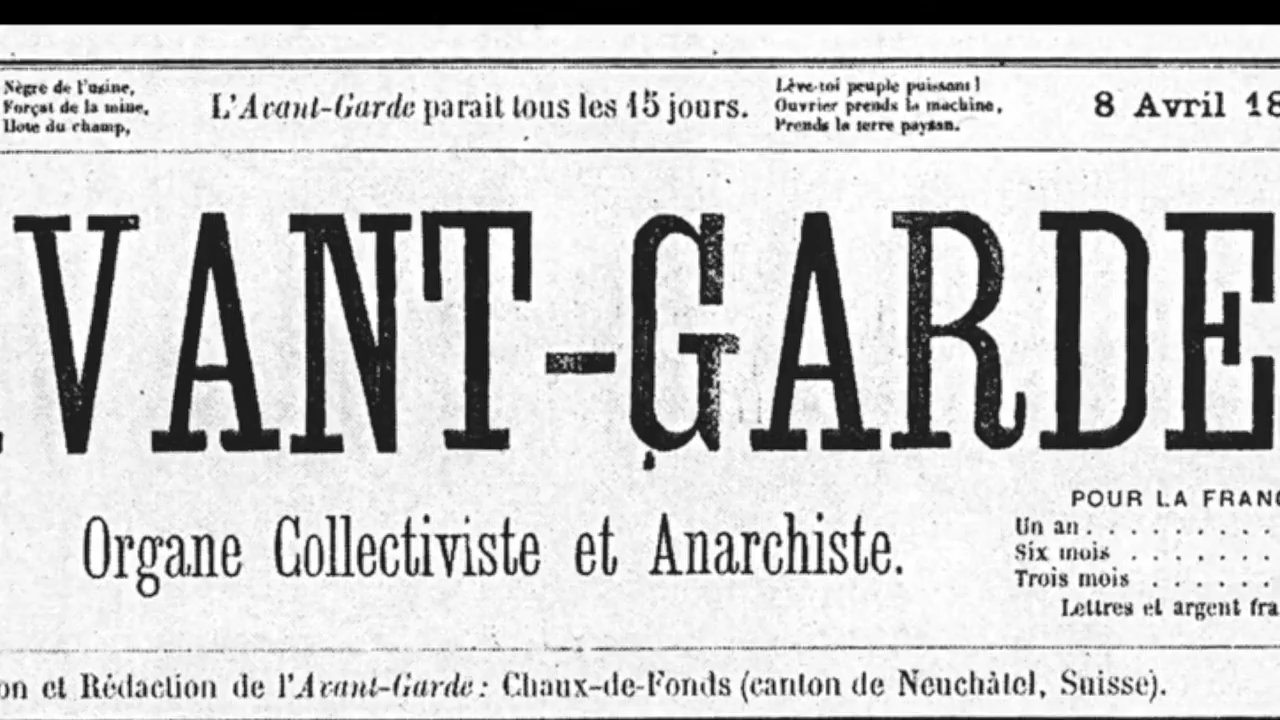 Nègre de l'usine,
Forçat de la mine,
Ilote du champ,
L'Avant-Garde parait tous les 15 jours.
Lève-toi peuple puissant!
Ouvrier prends la machine,
Prends la terre paysan.
8 Avril 18
VANT-GARDE
Organe Collectiviste et Anarchiste.
POUR LA FRANC
Un an . . . . . . . .
Six mois . . . . . . .
Trois mois . . . . . .
Lettres et argent fra
on et Rédaction de l'Avant-Garde: Chaux-de-Fonds (canton de Neuchâtel, Suisse).